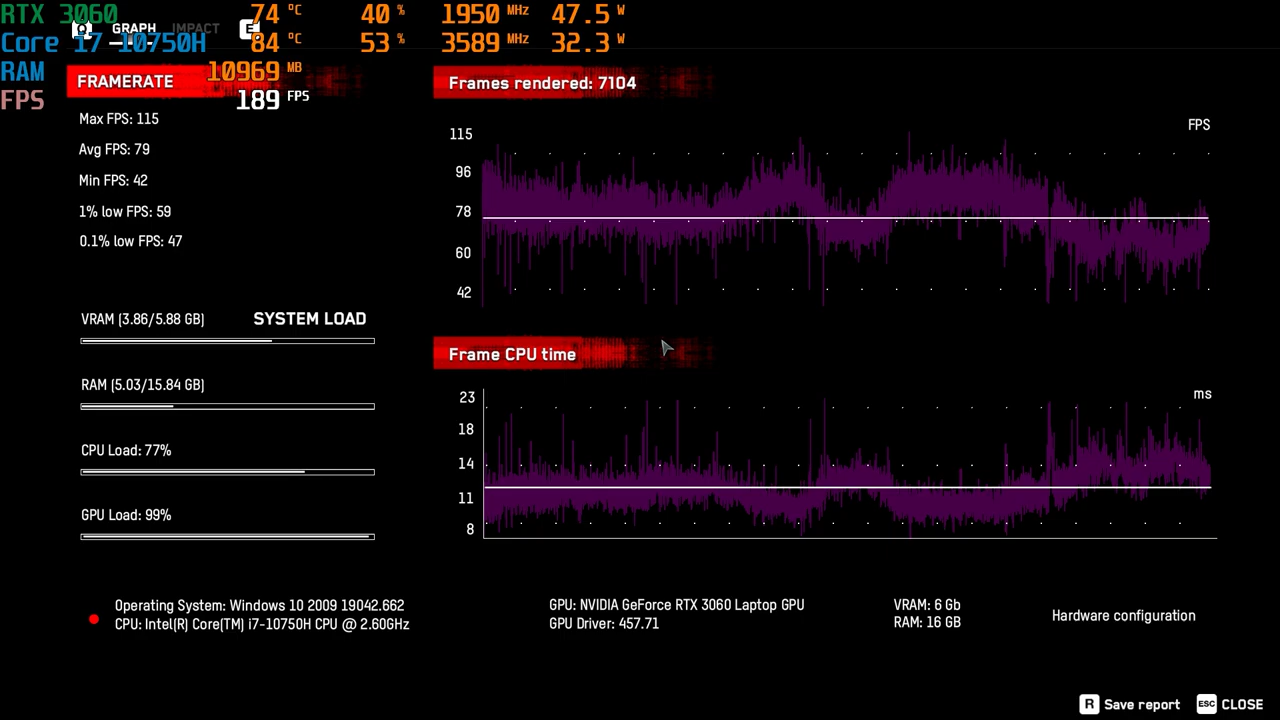 RTX 3060 74 °C 40 % 1950 MHz 47.5 W
Q GRAPH IMPACT E
Core i7 10750H 84 °C 53 % 3589 MHz 32.3 W
RAM 10969 MB
FPS 189 FPS
FRAMERATE
Max FPS: 115
Avg FPS: 79
Min FPS: 42
1% low FPS: 59
0.1% low FPS: 47
Frames rendered: 7104
FPS
115
96
78
60
42
VRAM (3.86/5.88 GB) SYSTEM LOAD
RAM (5.03/15.84 GB)
CPU Load: 77%
GPU Load: 99%
Frame CPU time
ms
23
18
14
11
8
Operating System: Windows 10 2009 19042.662
CPU: Intel(R) Core(TM) i7-10750H CPU @ 2.60GHz
GPU: NVIDIA GeForce RTX 3060 Laptop GPU
GPU Driver: 457.71
VRAM: 6 Gb
RAM: 16 GB
Hardware configuration
R Save report ESC CLOSE